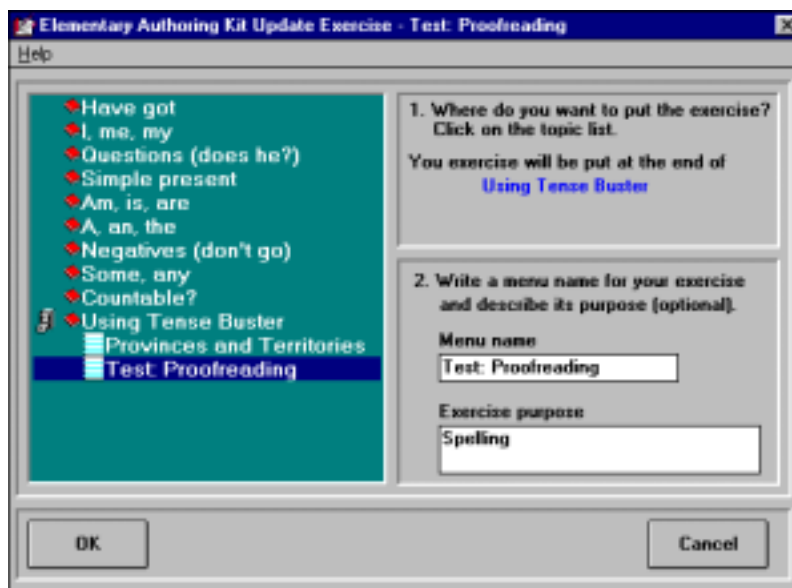 Elementary Authoring Kit Update Exercise - Test: Proofreading
Help
Have got
I, me, my
Questions (does he?)
Simple present
Am, is, are
A, an, the
Negatives (don't go)
Some, any
Countable?
Using Tense Buster
Provinces and Territories
Test: Proofreading
1. Where do you want to put the exercise?
Click on the topic list.
You exercise will be put at the end of
Using Tense Buster
2. Write a menu name for your exercise
and describe its purpose (optional).
Menu name
Test: Proofreading
Exercise purpose
Spelling
OK
Cancel